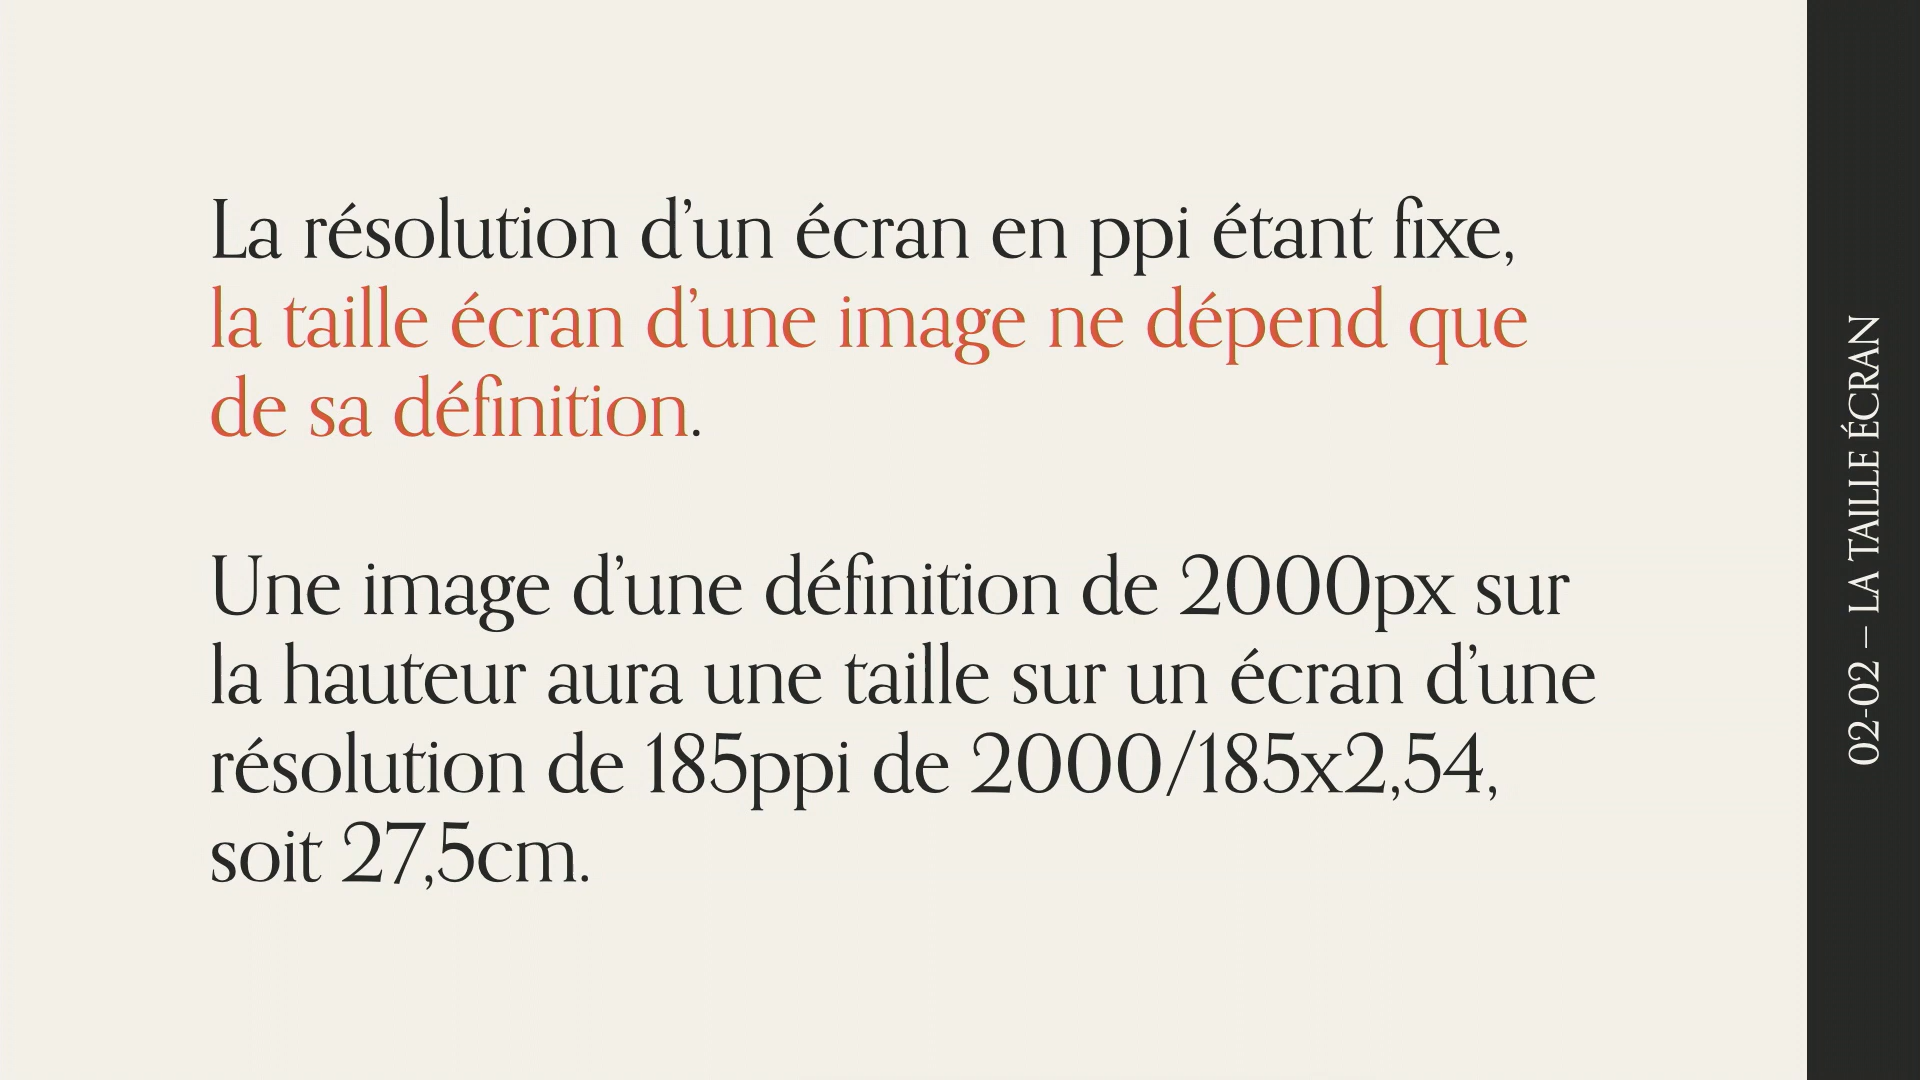 La résolution d’un écran en ppi étant fixe,
la taille écran d’une image ne dépend que
de sa définition.
Une image d’une définition de 2000px sur
la hauteur aura une taille sur un écran d’une
résolution de 185ppi de 2000/185x2,54,
soit 27,5cm.
02-02 – LA TAILLE ÉCRAN